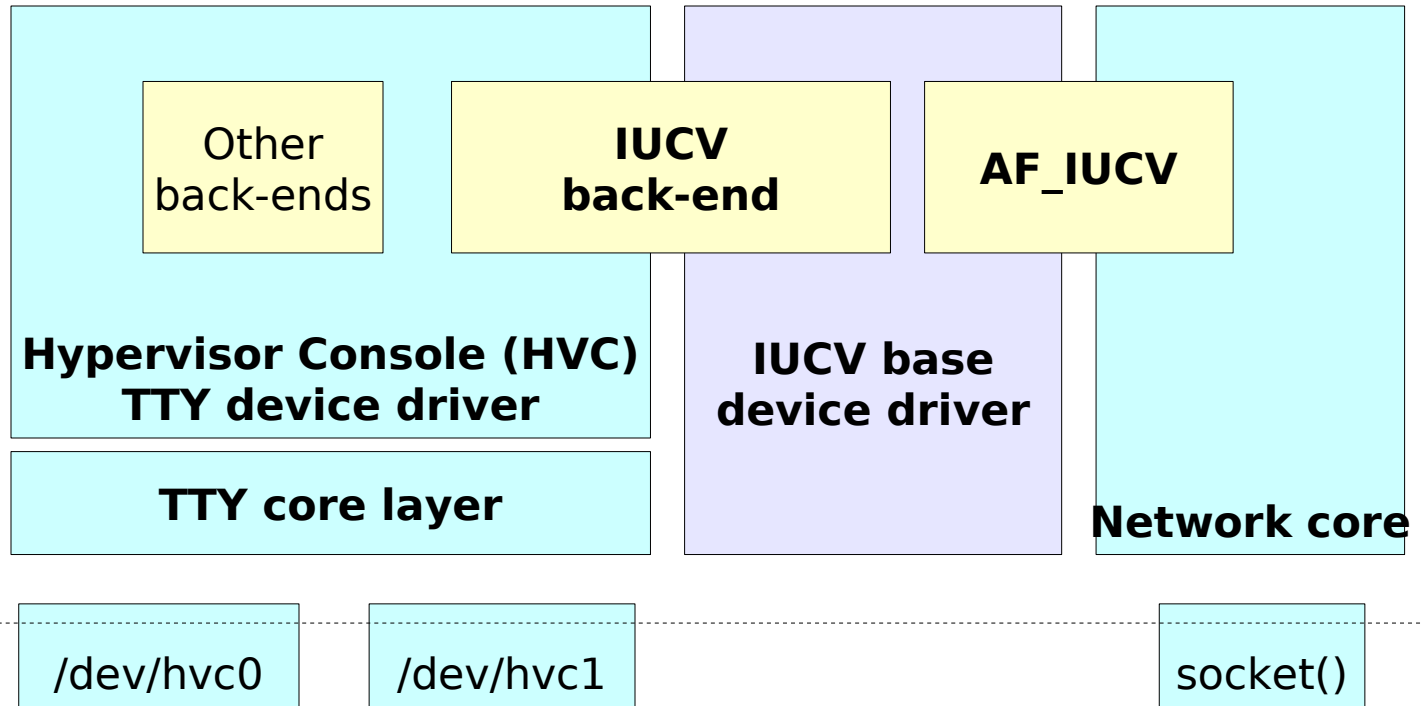 Other
back-ends
IUCV
back-end
AF_IUCV
Hypervisor Console (HVC)
TTY device driver
IUCV base
device driver
TTY core layer
Network core
/dev/hvc0
/dev/hvc1
socket()